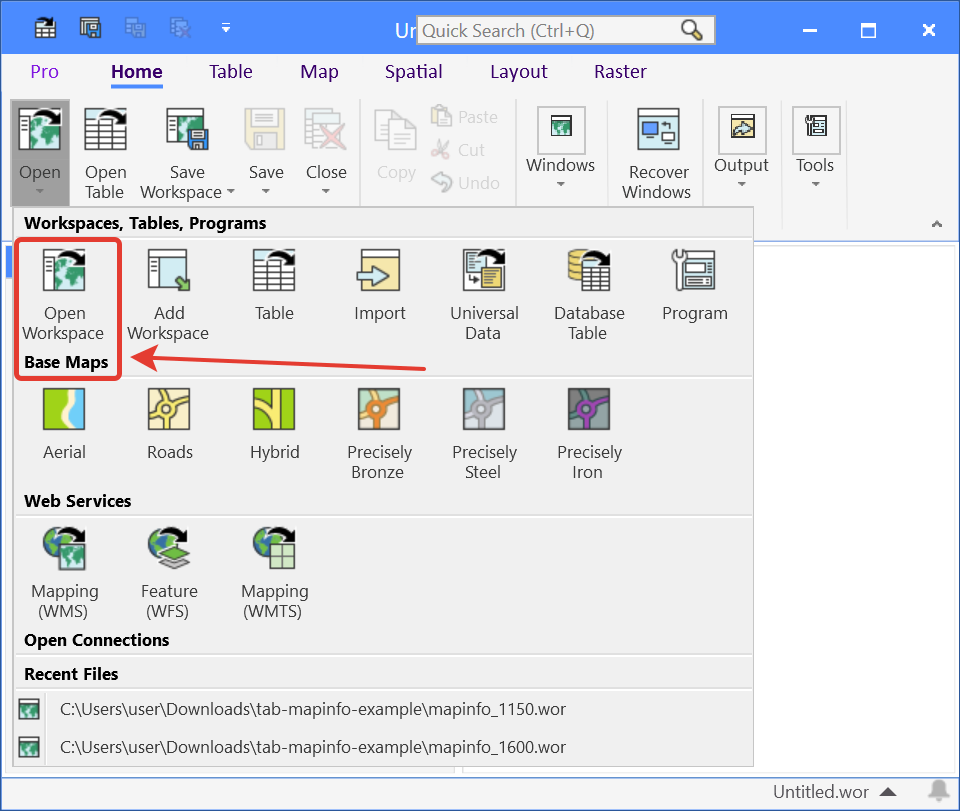 Ur
Quick Search (Ctrl+Q)
Pro Home Table Map Spatial Layout Raster
Open
Open
Table
Save
Workspace
Save
Close
Copy
Paste
Cut
Undo
Windows
Recover
Windows
Output
Tools
Workspaces, Tables, Programs
Open
Workspace
Add
Workspace
Table
Import
Universal
Data
Database
Table
Program
Base Maps
Aerial
Roads
Hybrid
Precisely
Bronze
Precisely
Steel
Precisely
Iron
Web Services
Mapping
(WMS)
Feature
(WFS)
Mapping
(WMTS)
Open Connections
Recent Files
C:\Users\user\Downloads\tab-mapinfo-example\mapinfo_1150.wor
C:\Users\user\Downloads\tab-mapinfo-example\mapinfo_1600.wor
Untitled.wor